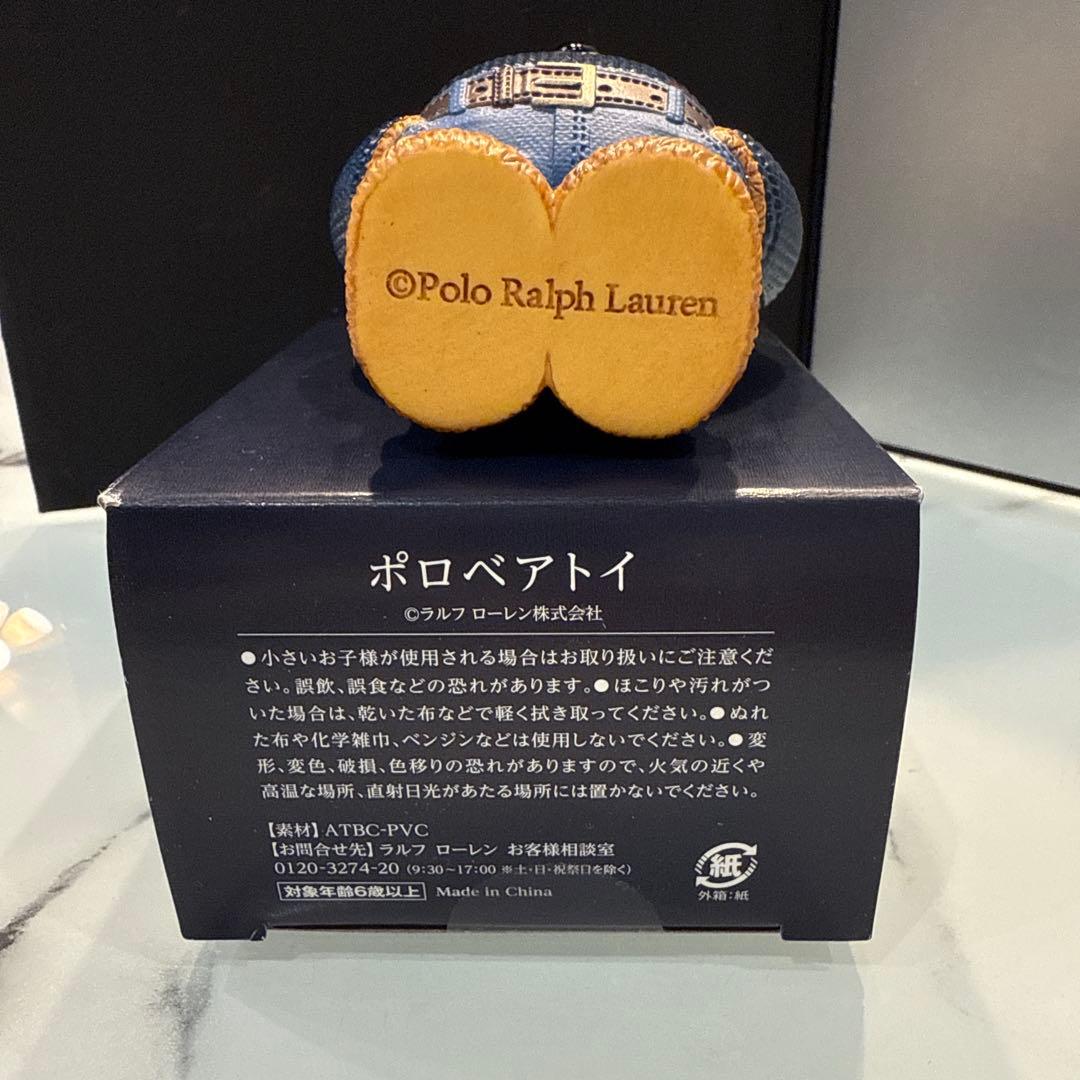 ©Polo Ralph Lauren
ポロベアトイ
©ラルフ ローレン株式会社
●小さいお子様が使用される場合はお取り扱いにご注意くだ
さい。誤飲、誤食などの恐れがあります。●ほこりや汚れがつ
いた場合は、乾いた布などで軽く拭き取ってください。●ぬれ
た布や化学雑巾、ベンジンなどは使用しないでください。●変
形、変色、破損、色移りの恐れがありますので、火気の近くや
高温な場所、直射日光があたる場所には置かないでください。
【素材】ATBC-PVC
【お問合せ先】ラルフ ローレン お客様相談室
0120-3274-20 (9:30~17:00 ※土・日・祝祭日を除く)
対象年齢6歳以上 Made in China
紙
外箱:紙